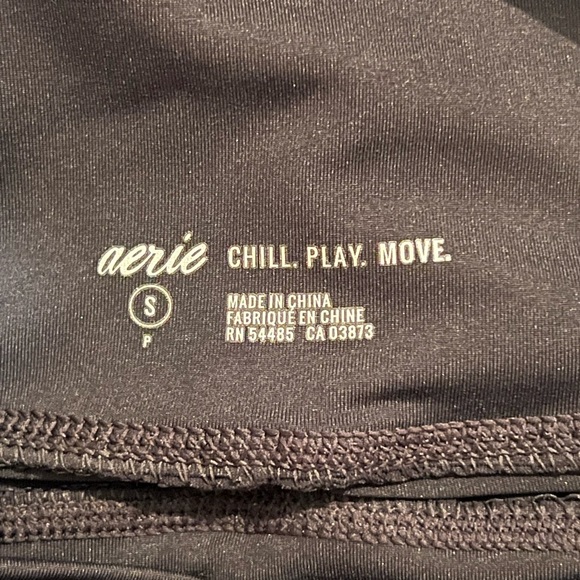 aerie CHILL. PLAY. MOVE.
S
P
MADE IN CHINA
FABRIQUÉ EN CHINE
RN 54485 CA 03873